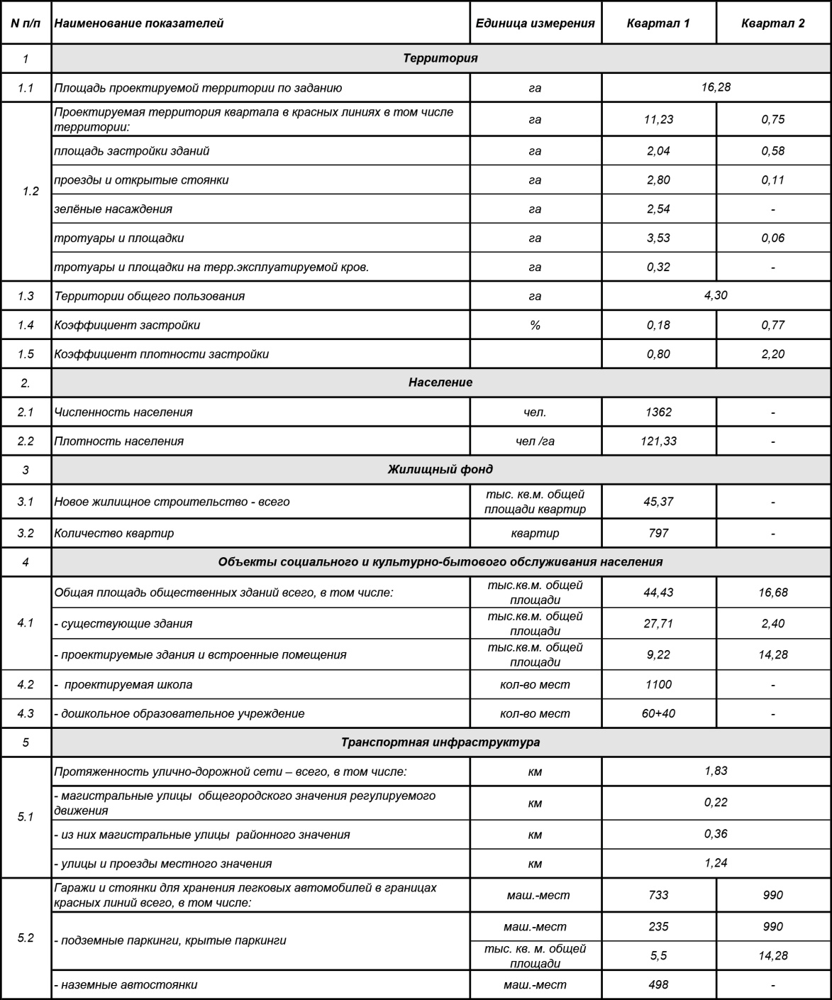 N п/п Наименование показателей Единица измерения Квартал 1 Квартал 2
1 Территория
1.1 Площадь проектируемой территории по заданию га 16,28
1.2
Проектируемая территория квартала в красных линиях в том числе
территории: га 11,23 0,75
площадь застройки зданий га 2,04 0,58
проезды и открытые стоянки га 2,80 0,11
зелёные насаждения га 2,54 -
тротуары и площадки га 3,53 0,06
тротуары и площадки на терр.эксплуатируемой кров. га 0,32 -
1.3 Территории общего пользования га 4,30
1.4 Коэффициент застройки % 0,18 0,77
1.5 Коэффициент плотности застройки 0,80 2,20
2. Население
2.1 Численность населения чел. 1362 -
2.2 Плотность населения чел /га 121,33 -
3 Жилищный фонд
3.1 Новое жилищное строительство - всего тыс. кв.м. общей
площади квартир 45,37 -
3.2 Количество квартир квартир 797 -
4 Объекты социального и культурно-бытового обслуживания населения
4.1
Общая площадь общественных зданий всего, в том числе: тыс.кв.м. общей
площади 44,43 16,68
- существующие здания тыс.кв.м. общей
площади 27,71 2,40
- проектируемые здания и встроенные помещения тыс.кв.м. общей
площади 9,22 14,28
4.2 - проектируемая школа кол-во мест 1100 -
4.3 - дошкольное образовательное учреждение кол-во мест 60+40 -
5 Транспортная инфраструктура
5.1
Протяженность улично-дорожной сети – всего, в том числе: км 1,83
- магистральные улицы общегородского значения регулируемого
движения км 0,22
- из них магистральные улицы районного значения км 0,36
- улицы и проезды местного значения км 1,24
5.2
Гаражи и стоянки для хранения легковых автомобилей в границах
красных линий всего, в том числе: маш.-мест 733 990
- подземные паркинги, крытые паркинги маш.-мест 235 990
тыс. кв. м. общей
площади 5,5 14,28
- наземные автостоянки маш.-мест 498 -